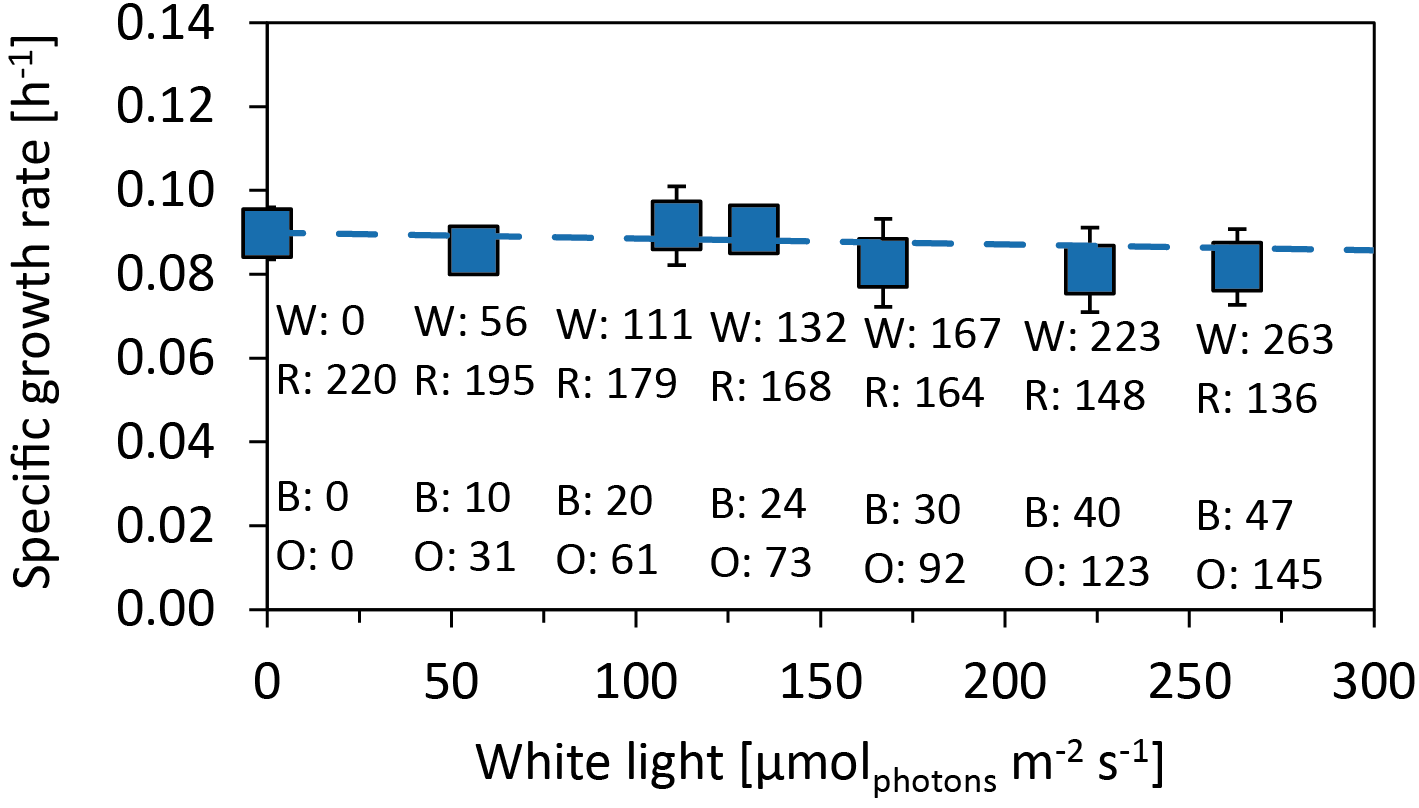 Specific growth rate [h-1]
0.14
0.12
0.10
0.08
0.06
0.04
0.02
0.00
W: 0
R: 220
B: 0
O: 0
W: 56
R: 195
B: 10
O: 31
W: 111
R: 179
B: 20
O: 61
W: 132
R: 168
B: 24
O: 73
W: 167
R: 164
B: 30
O: 92
W: 223
R: 148
B: 40
O: 123
W: 263
R: 136
B: 47
O: 145
0 50 100 150 200 250 300
White light [µmolphotons m-2 s-1]